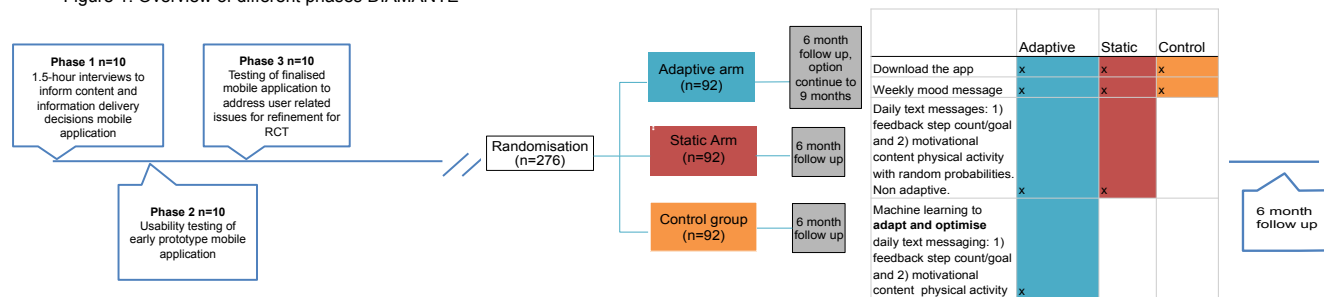 Figure 1. Overview of different phases DIAMANTE
Phase 1 n=10
1.5-hour interviews to
inform content and
information delivery
decisions mobile
application
Phase 3 n=10
Testing of finalised
mobile application to
address user related
issues for refinement for
RCT
Phase 2 n=10
Usability testing of
early prototype mobile
application
Randomisation
(n=276)
Adaptive arm
(n=92)
6 month
follow up,
option
continue to
9 months
Static Arm
(n=92)
6 month
follow up
Control group
(n=92)
6 month
follow up
Adaptive Static Control
Download the app x x x
Weekly mood message x x x
Daily text messages: 1)
feedback step count/goal
and 2) motivational
content physical activity
with random probabilities.
Non adaptive. x x
Machine learning to
adapt and optimise
daily text messaging: 1)
feedback step count/goal
and 2) motivational
content physical activity x
6 month
follow up